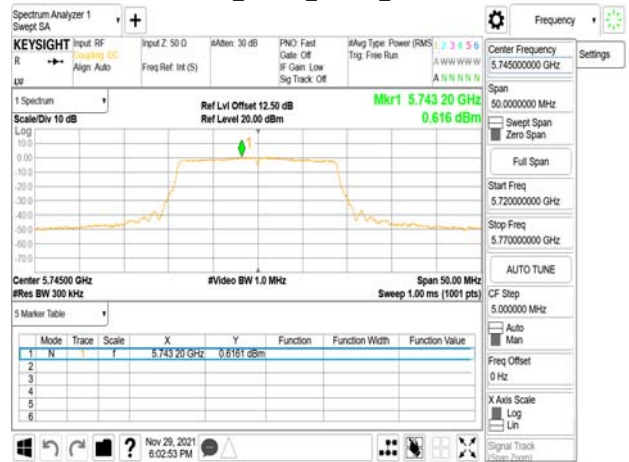 Spectrum Analyzer 1
Swept SA
Frequency
KEYSIGHT
R
Input: RF
Coupling: DC
Align: Auto
Input Z: 50 Ω
Freq Ref: Int (S)
#Atten: 30 dB
PNO: Fast
Gate: Off
IF Gain: Low
Sig Track: Off
#Avg Type: Power (RMS)
Trig: Free Run
1 2 3 4 5 6
A W W W W W
A N N N N N
Center Frequency
5.745000000 GHz
Settings
Span
50.0000000 MHz
Swept Span
Zero Span
Full Span
Start Freq
5.720000000 GHz
Stop Freq
5.770000000 GHz
AUTO TUNE
CF Step
5.000000 MHz
Auto
Man
Freq Offset
0 Hz
X Axis Scale
Log
Lin
Signal Track
(Span Zoom)
1 Spectrum
Scale/Div 10 dB
Log
Ref Lvl Offset 12.50 dB
Ref Level 20.00 dBm
Mkr1 5.743 20 GHz
0.616 dBm
1
10.0
0.00
-10.0
-20.0
-30.0
-40.0
-50.0
-60.0
-70.0
Center 5.74500 GHz
#Res BW 300 kHz
#Video BW 1.0 MHz
Span 50.00 MHz
Sweep 1.00 ms (1001 pts)
5 Marker Table
Mode Trace Scale X Y Function Function Width Function Value
1 N 1 f 5.743 20 GHz 0.6161 dBm
2
3
4
5
6
?
Nov 29, 2021
6:02:53 PM